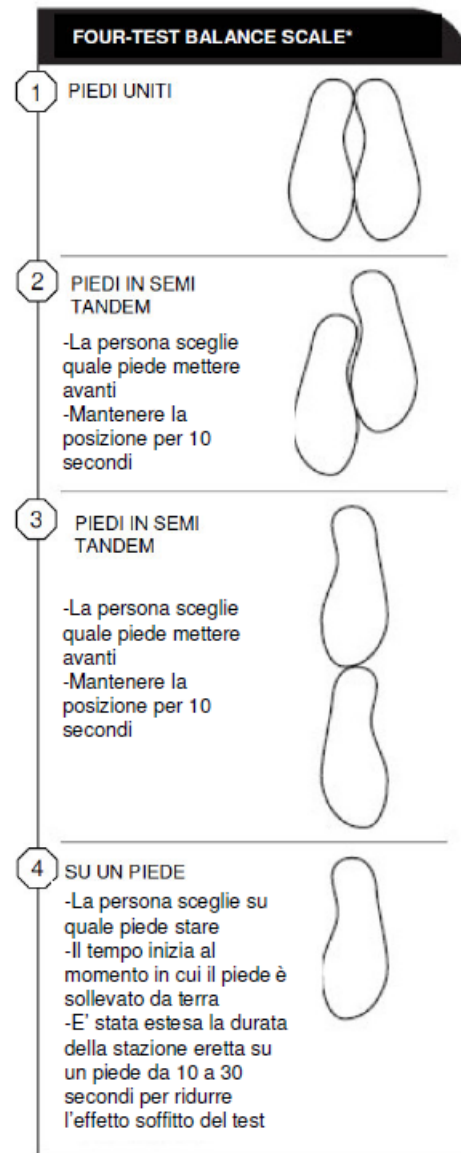 FOUR-TEST BALANCE SCALE*
1 PIEDI UNITI
2 PIEDI IN SEMI
TANDEM
-La persona sceglie
quale piede mettere
avanti
-Mantenere la
posizione per 10
secondi
3 PIEDI IN SEMI
TANDEM
-La persona sceglie
quale piede mettere
avanti
-Mantenere la
posizione per 10
secondi
4 SU UN PIEDE
-La persona sceglie su
quale piede stare
-Il tempo inizia al
momento in cui il piede è
sollevato da terra
-E' stata estesa la durata
della stazione eretta su
un piede da 10 a 30
secondi per ridurre
l'effetto soffitto del test